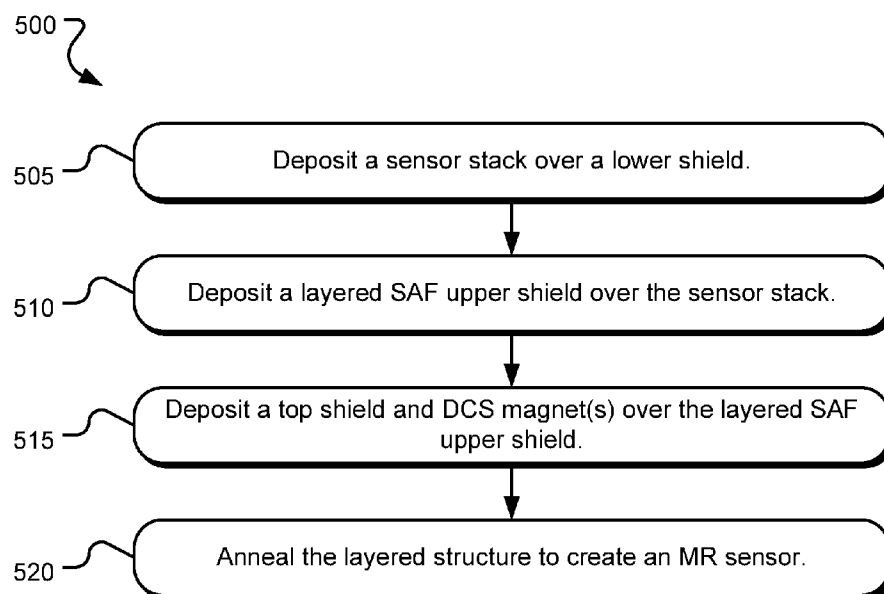 500
505
Deposit a sensor stack over a lower shield.
510
Deposit a layered SAF upper shield over the sensor stack.
515
Deposit a top shield and DCS magnet(s) over the layered SAF
upper shield.
520
Anneal the layered structure to create an MR sensor.